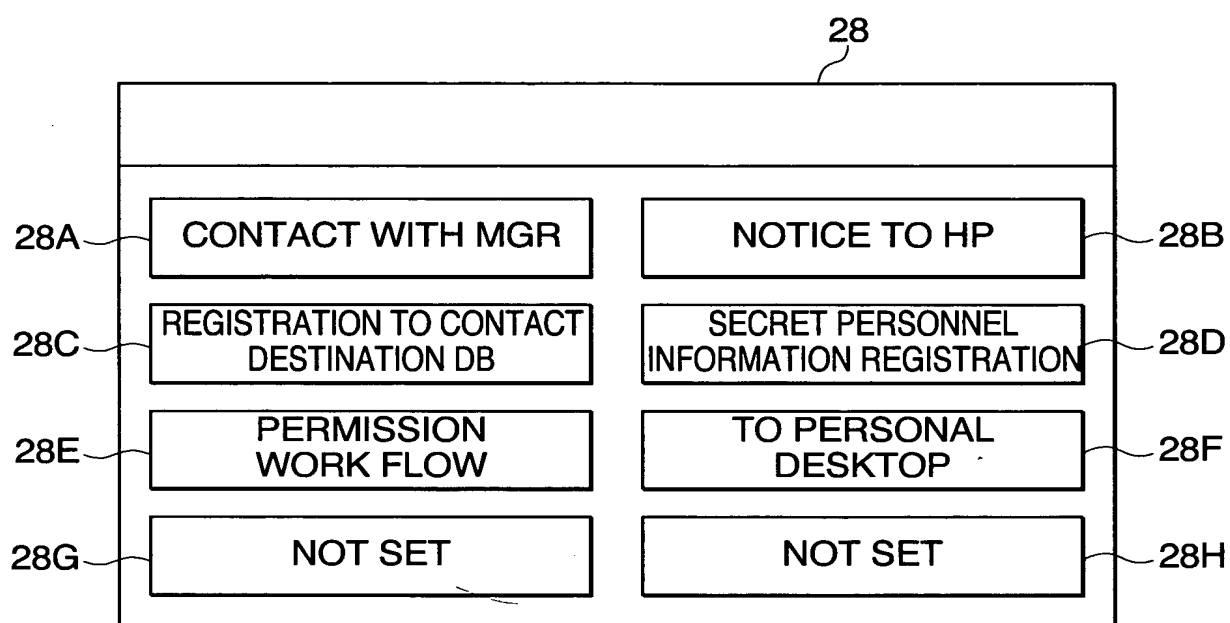 28
28A CONTACT WITH MGR NOTICE TO HP 28B
28C REGISTRATION TO CONTACT DESTINATION DB SECRET PERSONNEL INFORMATION REGISTRATION 28D
28E PERMISSION WORK FLOW TO PERSONAL DESKTOP 28F
28G NOT SET NOT SET 28H